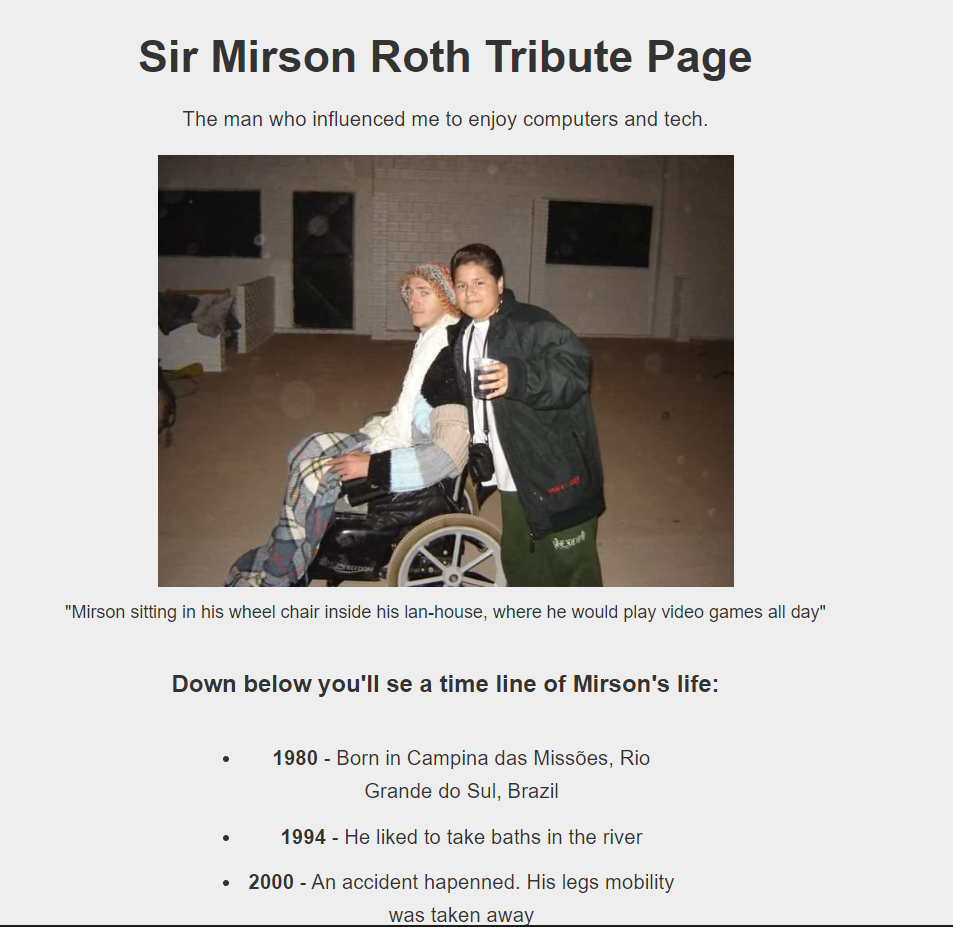 Sir Mirson Roth Tribute Page
The man who influenced me to enjoy computers and tech.
FREEDOM
"Mirson sitting in his wheel chair inside his lan-house, where he would play video games all day"
Down below you'll se a time line of Mirson's life:
• 1980 - Born in Campina das Missões, Rio
Grande do Sul, Brazil
• 1994 - He liked to take baths in the river
• 2000 - An accident hapenned. His legs mobility
was taken away